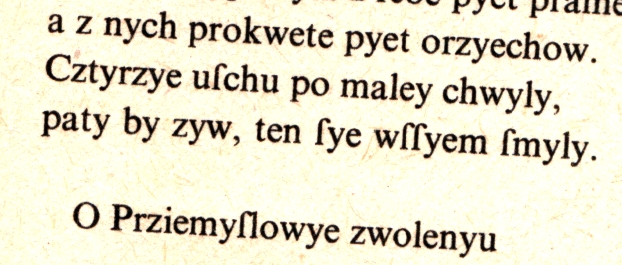 a z nych prokwete pyet orzyechow.
Cztyrzye uſchu po maley chwyly,
paty by zyw, ten ſye wſſyem ſmyly.
O Prziemyſlowye zwolenyu